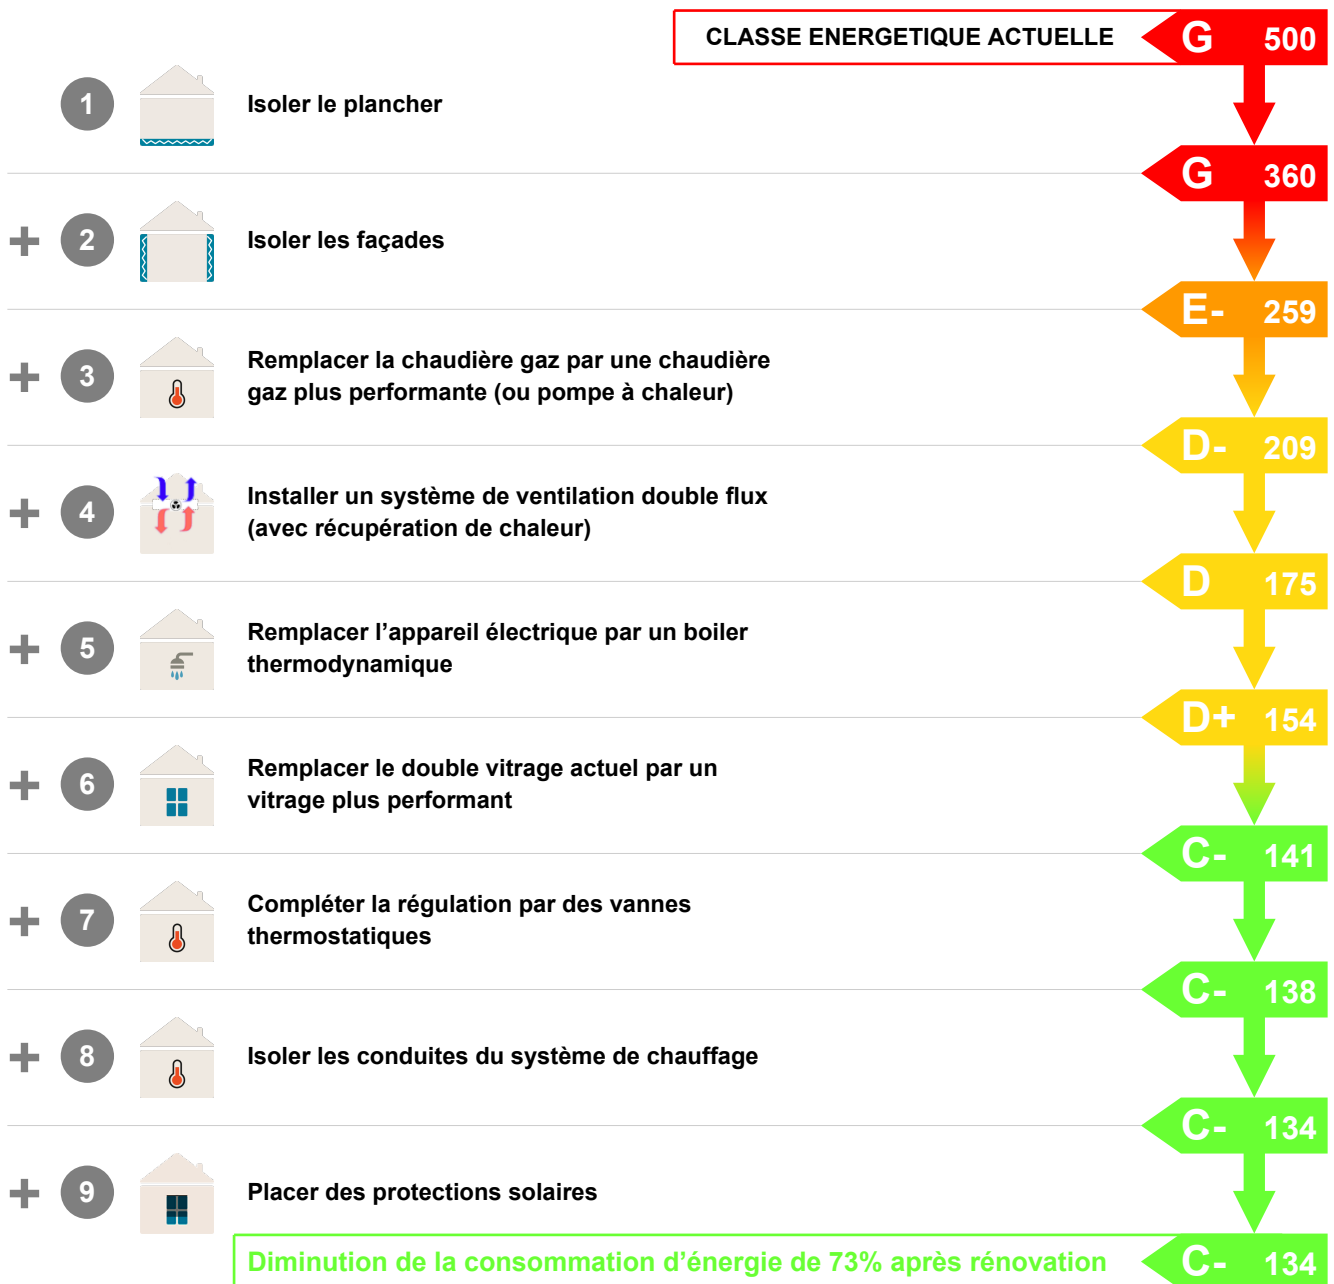 CLASSE ENERGETIQUE ACTUELLE G 500
1 Isoler le plancher
G 360
+ 2 Isoler les façades
E- 259
+ 3 Remplacer la chaudière gaz par une chaudière
gaz plus performante (ou pompe à chaleur)
D- 209
+ 4 Installer un système de ventilation double flux
(avec récupération de chaleur)
D 175
+ 5 Remplacer l’appareil électrique par un boiler
thermodynamique
D+ 154
+ 6 Remplacer le double vitrage actuel par un
vitrage plus performant
C- 141
+ 7 Compléter la régulation par des vannes
thermostatiques
C- 138
+ 8 Isoler les conduites du système de chauffage
C- 134
+ 9 Placer des protections solaires
Diminution de la consommation d’énergie de 73% après rénovation C- 134